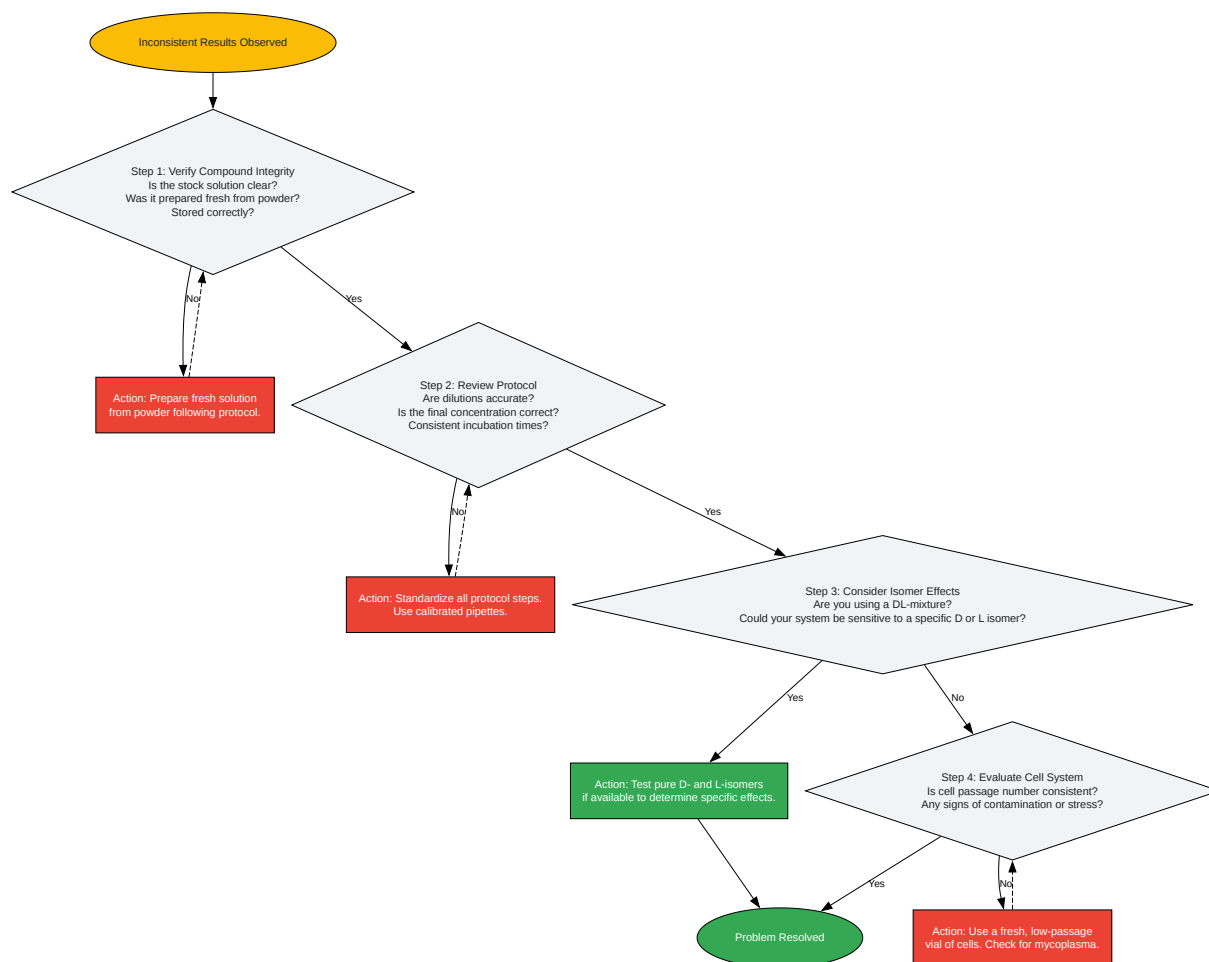 Inconsistent Results Observed
Step 1: Verify Compound Integrity
Is the stock solution clear?
Was it prepared fresh from powder?
Stored correctly?
No
Yes
Action: Prepare fresh solution
from powder following protocol.
Step 2: Review Protocol
Are dilutions accurate?
Is the final concentration correct?
Consistent incubation times?
No
Yes
Action: Standardize all protocol steps.
Use calibrated pipettes.
Step 3: Consider Isomer Effects
Are you using a DL-mixture?
Could your system be sensitive to a specific D or L isomer?
Yes
No
Action: Test pure D- and L-isomers
if available to determine specific effects.
Step 4: Evaluate Cell System
Is cell passage number consistent?
Any signs of contamination or stress?
Yes
No
Problem Resolved
Action: Use a fresh, low-passage
vial of cells. Check for mycoplasma.